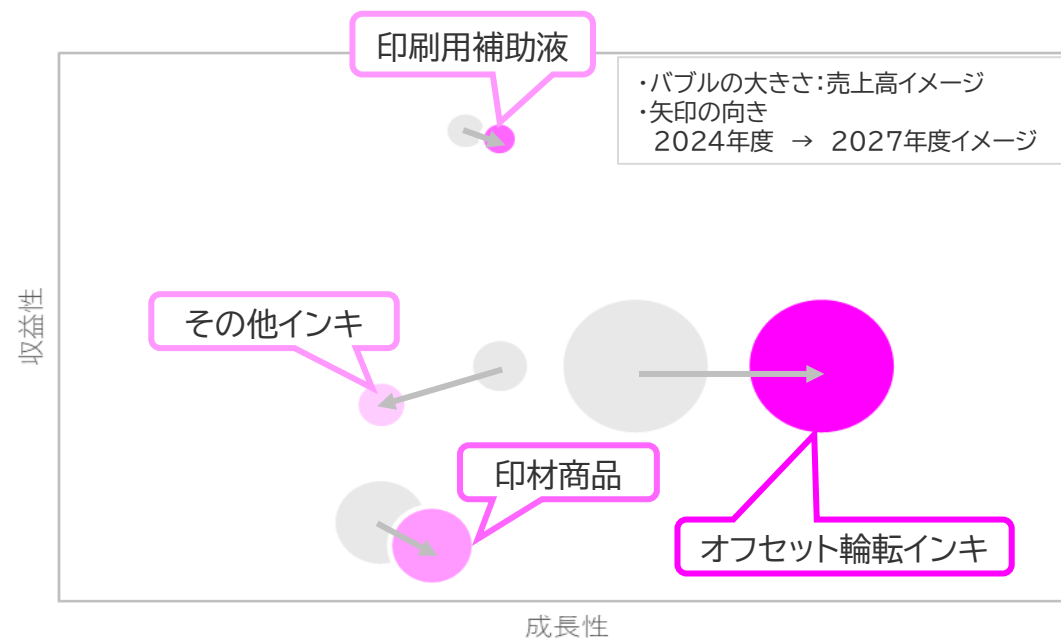 印刷用補助液
・バブルの大きさ：売上高イメージ
・矢印の向き
2024年度 → 2027年度イメージ
収益性
その他インキ
印材商品
オフセット輪転インキ
成長性